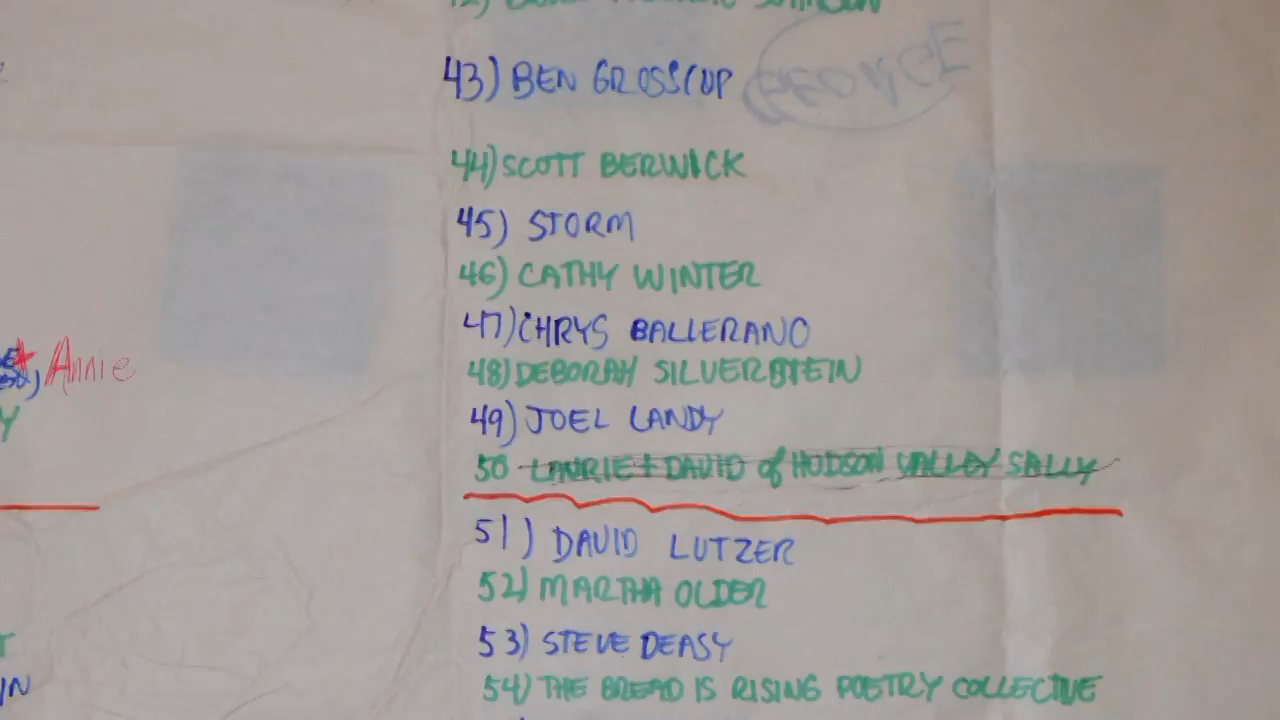 43) BEN GROSSCUP
44) SCOTT BERWICK
45) STORM
46) CATHY WINTER
47) CHRYS BALLERANO
48) DEBORAH SILVERSTEIN
49) JOEL LANDY
50 LAURIE + DAVID of HUDSON VALLEY SALLY
51) DAVID LUTZER
52) MARTHA OLDER
53) STEVE DEASY
54) THE BREAD IS RISING POETRY COLLECTIVE
Annie